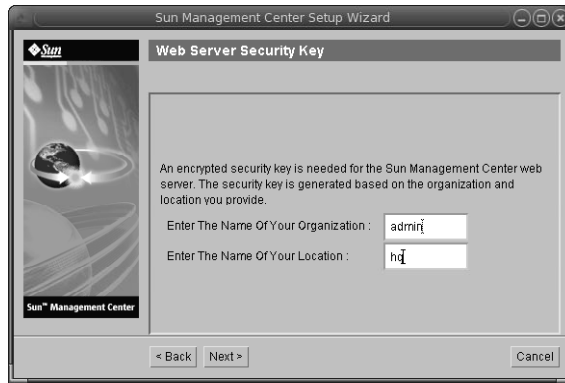 Sun Management Center Setup Wizard
Sun
Web Server Security Key
An encrypted security key is needed for the Sun Management Center web
server. The security key is generated based on the organization and
location you provide.
Enter The Name Of Your Organization :
admin
Enter The Name Of Your Location :
hq
Sun™ Management Center
< Back
Next >
Cancel